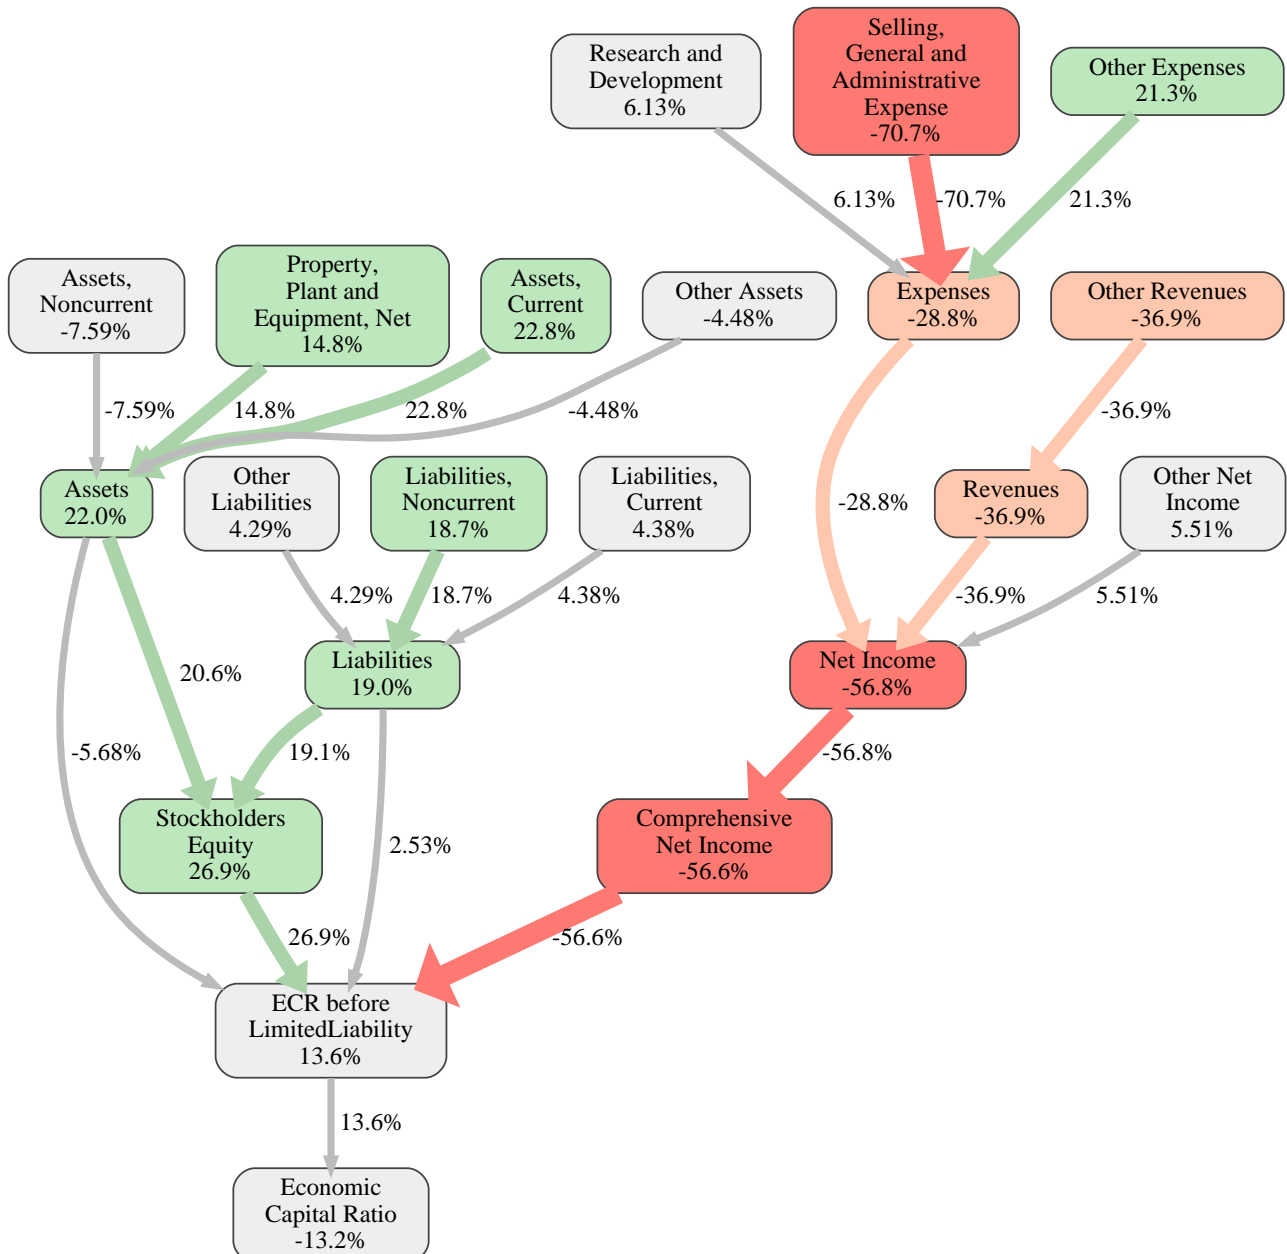 Research and
Development
6.13%
Selling,
General and
Administrative
Expense
-70.7%
Other Expenses
21.3%
6.13%
-70.7%
21.3%
Assets,
Noncurrent
-7.59%
Property,
Plant and
Equipment, Net
14.8%
Assets,
Current
22.8%
Other Assets
-4.48%
Expenses
-28.8%
Other Revenues
-36.9%
-7.59%
14.8%
22.8%
-4.48%
-36.9%
Assets
22.0%
Other
Liabilities
4.29%
Liabilities,
Noncurrent
18.7%
Liabilities,
Current
4.38%
-28.8%
Revenues
-36.9%
Other Net
Income
5.51%
4.29%
18.7%
4.38%
-36.9%
5.51%
20.6%
Liabilities
19.0%
Net Income
-56.8%
-5.68%
19.1%
-56.8%
Stockholders
Equity
26.9%
2.53%
Comprehensive
Net Income
-56.6%
26.9%
-56.6%
ECR before
LimitedLiability
13.6%
13.6%
Economic
Capital Ratio
-13.2%